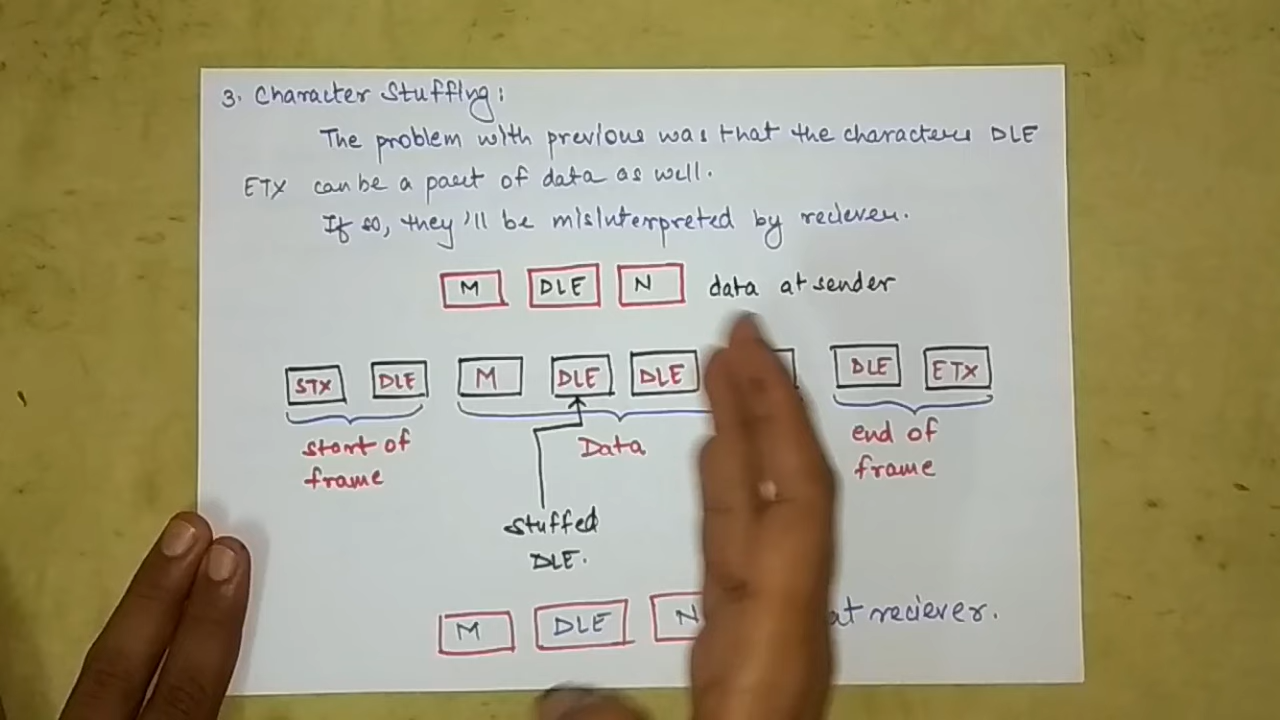 3. Character Stuffing:
The problem with previous was that the characters DLE
ETX can be a part of data as well.
If so, they'll be misinterpreted by reciever.
M DLE N data at sender
STX DLE M DLE DLE DLE ETX
start of frame
Data
end of frame
stuffed
DLE.
M DLE N at reciever.